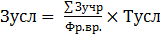 Зусл = ∑Зучр / Фр.вр. × Тусл